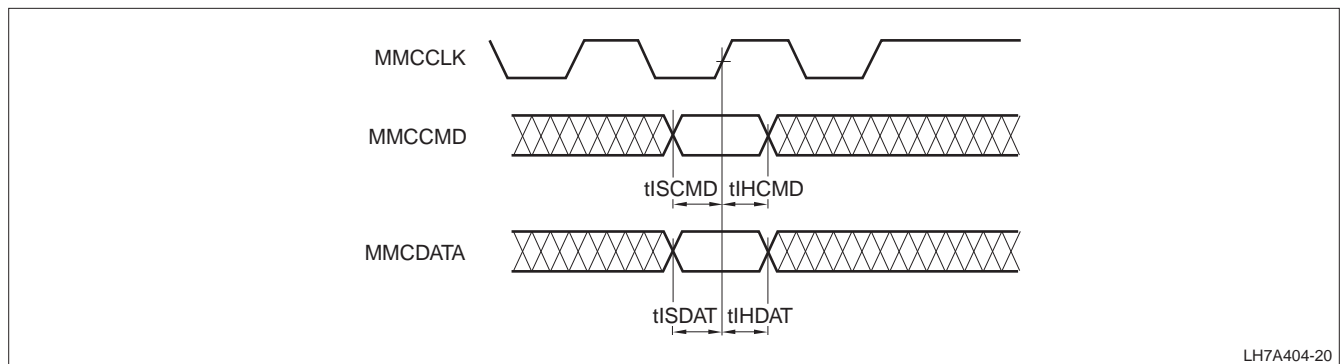 MMCCLK
MMCCMD
tISCMD tIHCMD
MMCDATA
tISDAT tIHDAT
LH7A404-20